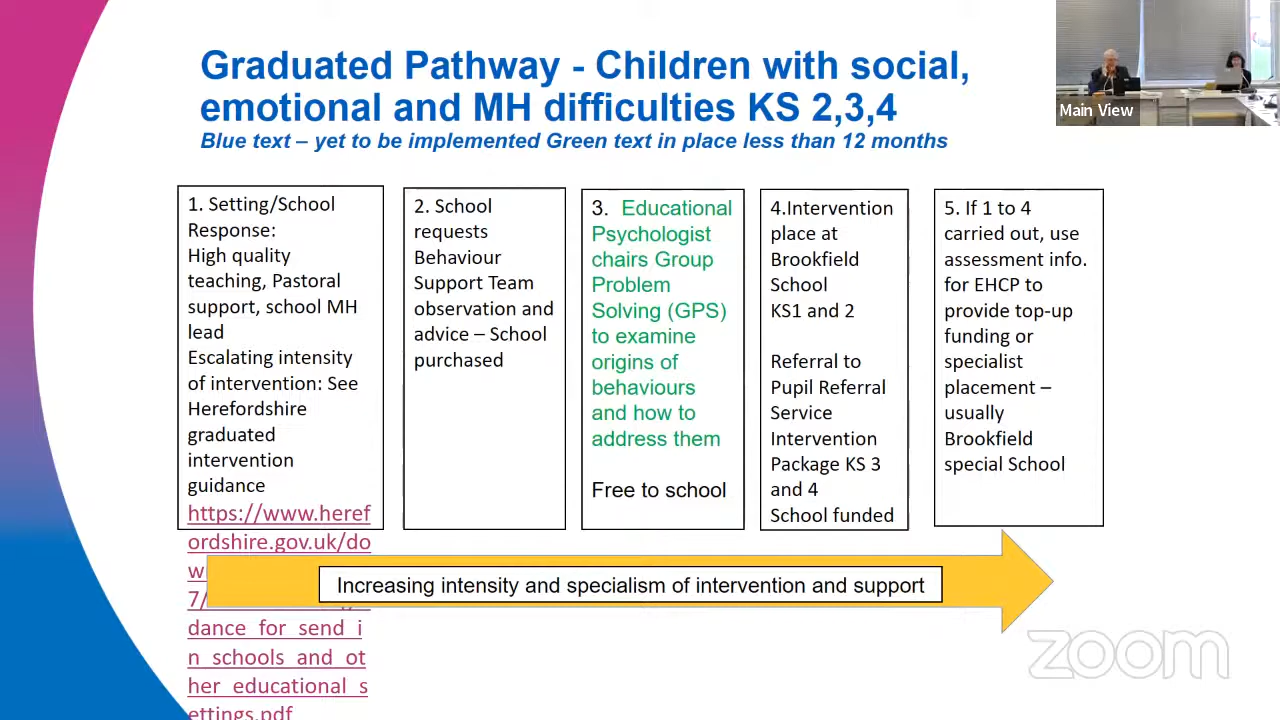 Graduated Pathway - Children with social,
emotional and MH difficulties KS 2,3,4
Blue text – yet to be implemented Green text in place less than 12 months
Main View
1. Setting/School
Response:
High quality
teaching, Pastoral
support, school MH
lead
Escalating intensity
of intervention: See
Herefordshire
graduated
intervention
guidance
https://www.heref
ordshire.gov.uk/do
w
7/
dance_for_send_i
n_schools_and_ot
her_educational_s
ettings.pdf
2. School
requests
Behaviour
Support Team
observation and
advice – School
purchased
3. Educational
Psychologist
chairs Group
Problem
Solving (GPS)
to examine
origins of
behaviours
and how to
address them
Free to school
4.Intervention
place at
Brookfield
School
KS1 and 2
Referral to
Pupil Referral
Service
Intervention
Package KS 3
and 4
School funded
5. If 1 to 4
carried out, use
assessment info.
for EHCP to
provide top-up
funding or
specialist
placement –
usually
Brookfield
special School
Increasing intensity and specialism of intervention and support
zoom